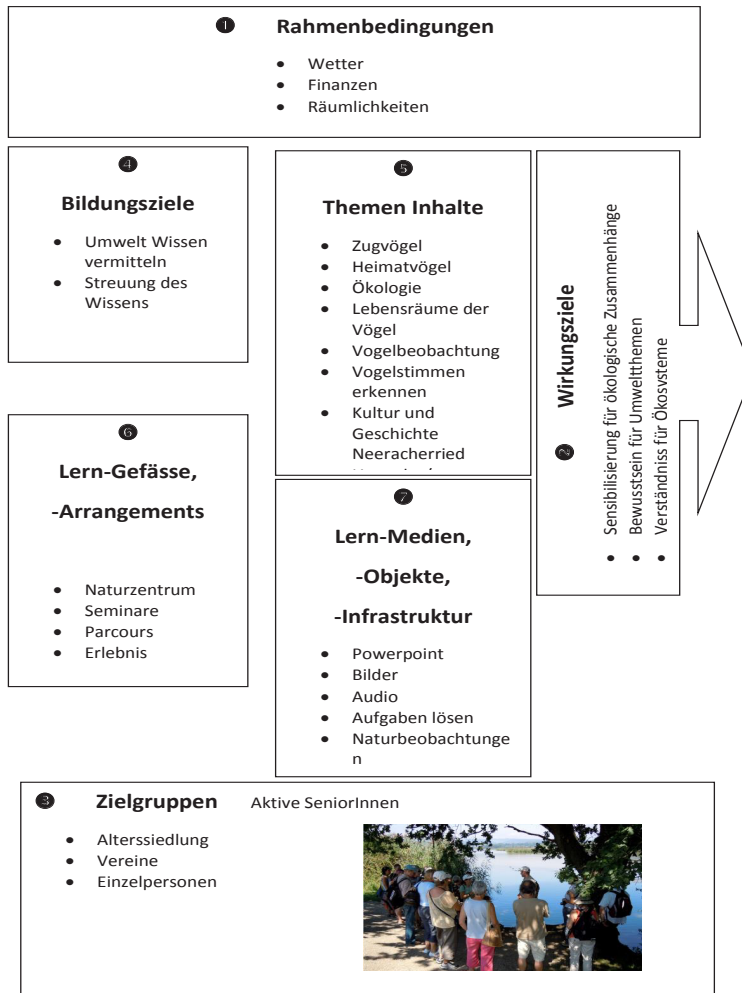 ❶ Rahmenbedingungen
• Wetter
• Finanzen
• Räumlichkeiten
❹
Bildungsziele
• Umwelt Wissen
vermitteln
• Streuung des
Wissens
❺
Themen Inhalte
• Zugvögel
• Heimatvögel
• Ökologie
• Lebensräume der
Vögel
• Vogelbeobachtung
• Vogelstimmen
erkennen
• Kultur und
Geschichte
Neeracherried
❷ Wirkungsziele
• Sensibilisierung für ökologische Zusammenhänge
• Bewusstsein für Umweltthemen
• Verständniss für Ökosysteme
❻
Lern-Gefässe,
-Arrangements
• Naturzentrum
• Seminare
• Parcours
• Erlebnis
❼
Lern-Medien,
-Objekte,
-Infrastruktur
• Powerpoint
• Bilder
• Audio
• Aufgaben lösen
• Naturbeobachtunge
n
❸ Zielgruppen Aktive SeniorInnen
• Alterssiedlung
• Vereine
• Einzelpersonen